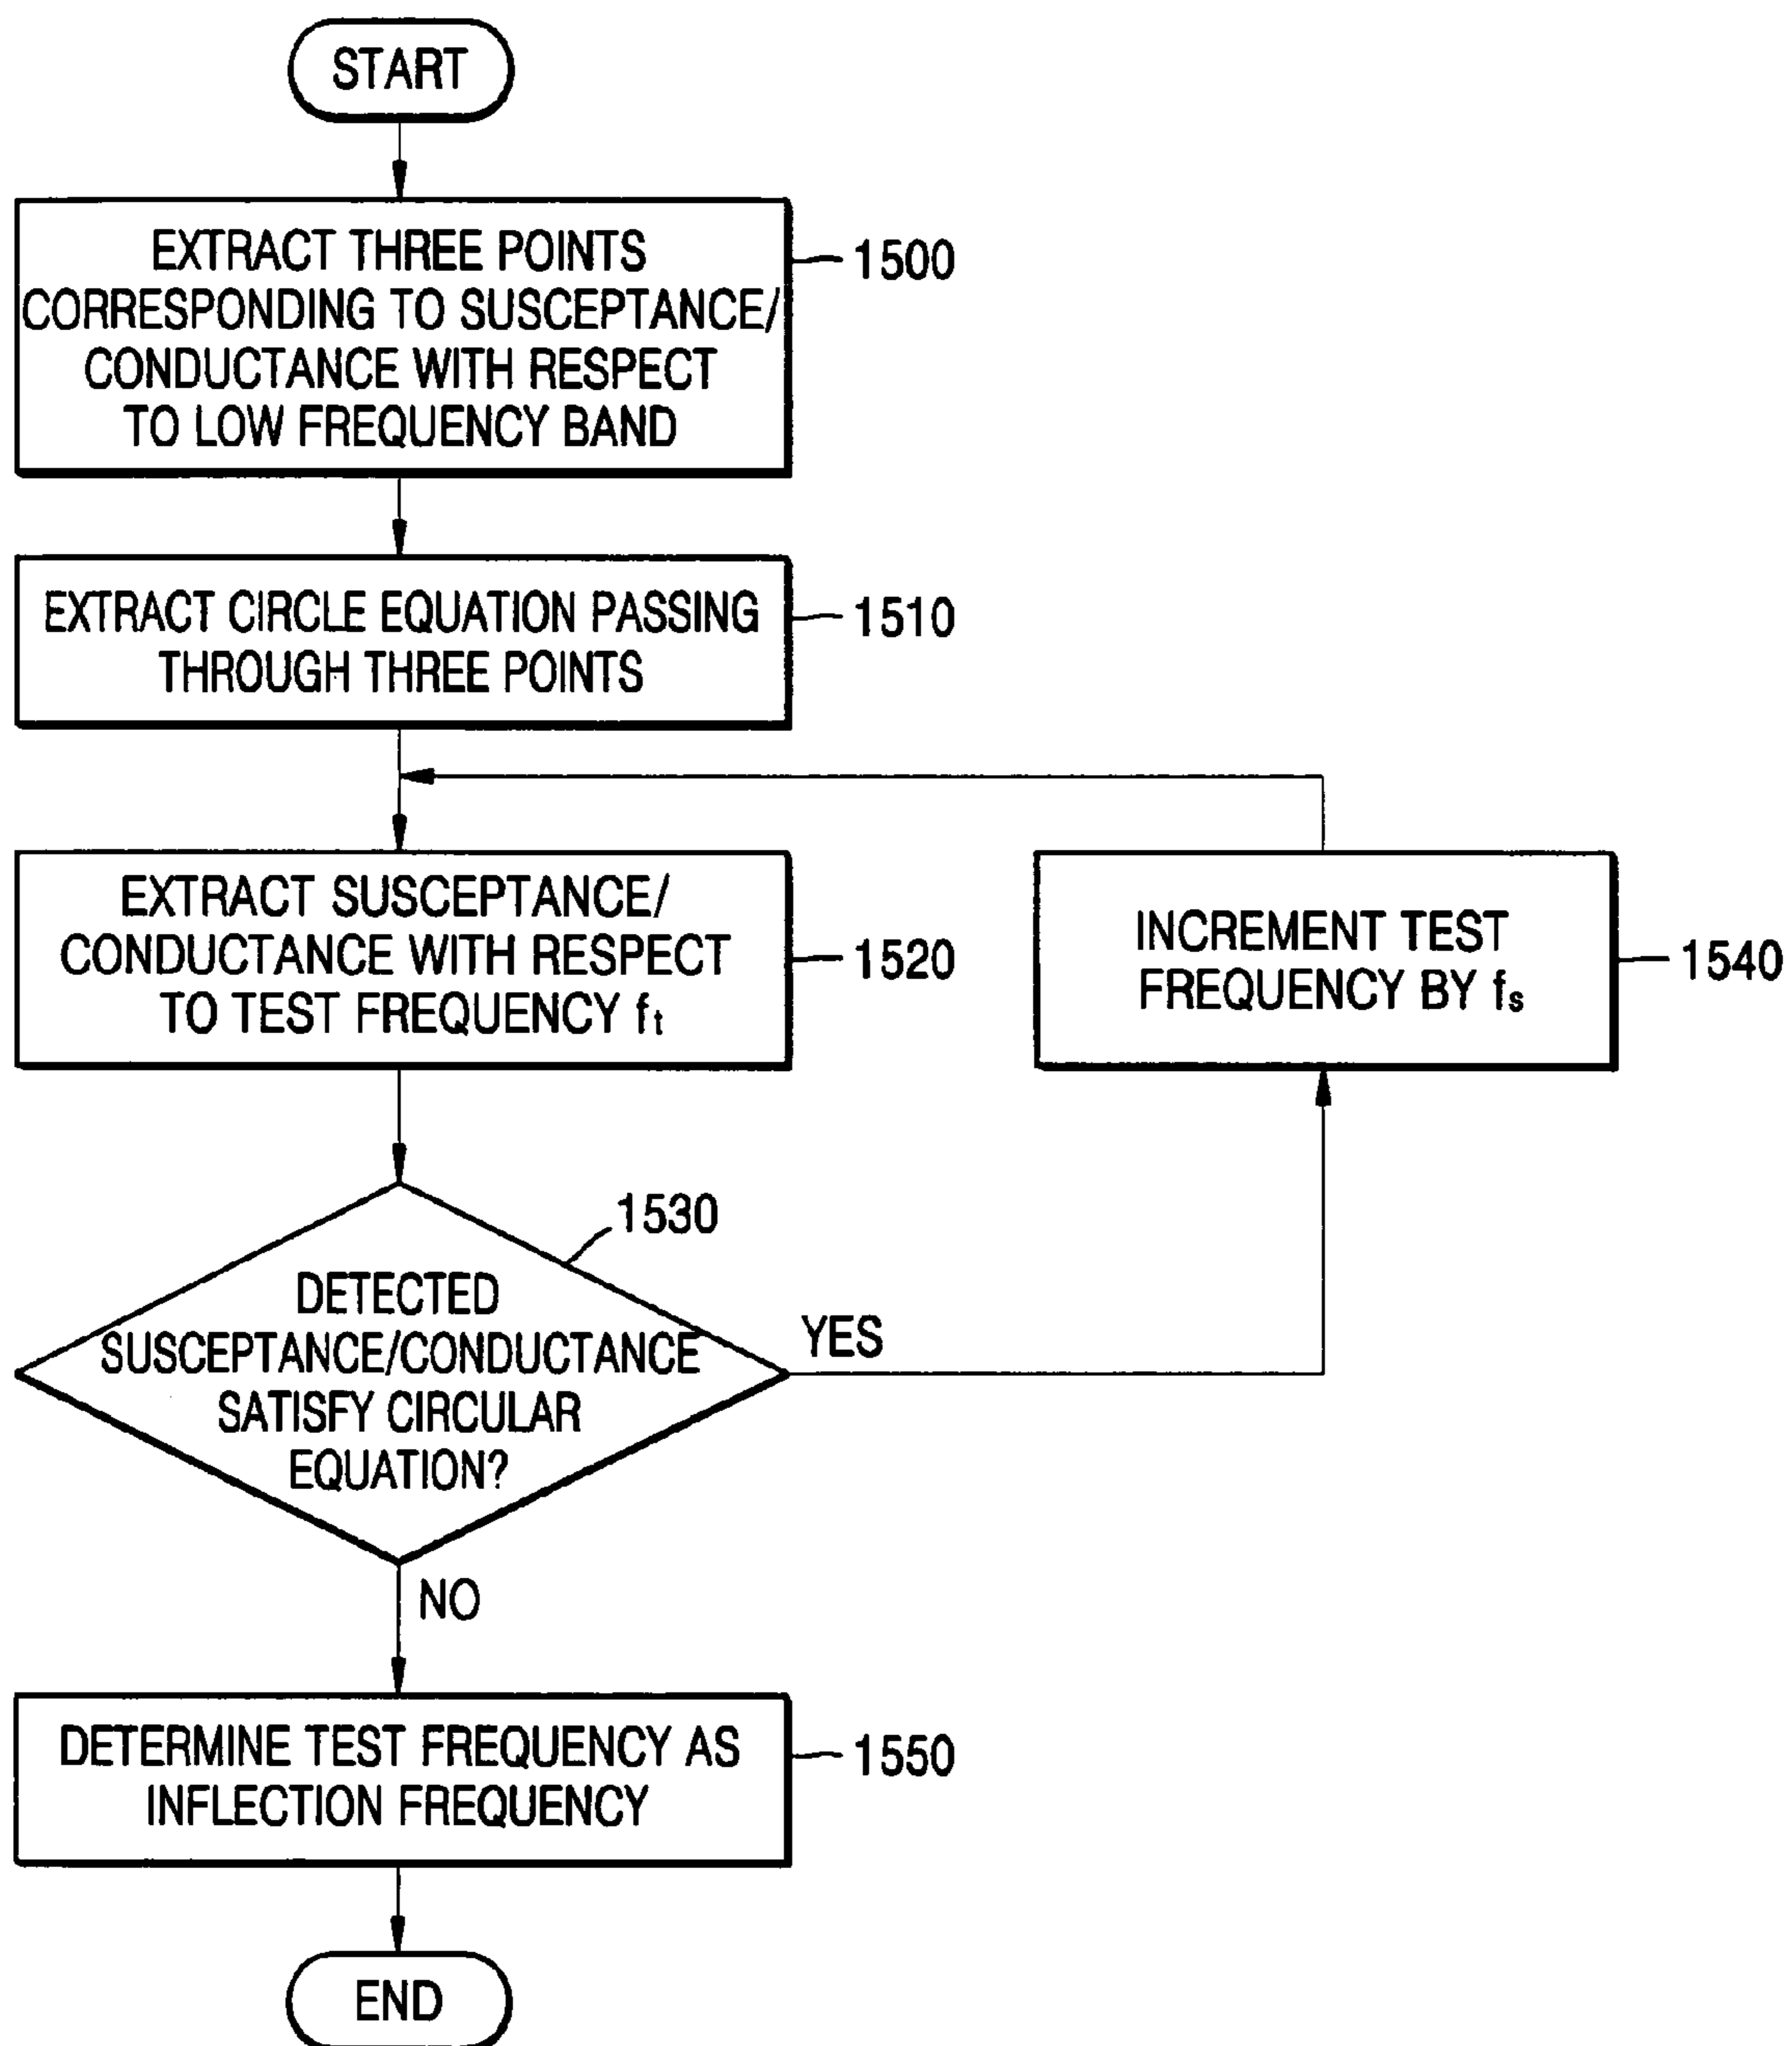 START
EXTRACT THREE POINTS
CORRESPONDING TO SUSCEPTANCE/
CONDUCTANCE WITH RESPECT
TO LOW FREQUENCY BAND
1500
EXTRACT CIRCLE EQUATION PASSING
THROUGH THREE POINTS
1510
EXTRACT SUSCEPTANCE/
CONDUCTANCE WITH RESPECT
TO TEST FREQUENCY ft
1520
INCREMENT TEST
FREQUENCY BY fs
1540
1530
DETECTED
SUSCEPTANCE/CONDUCTANCE
SATISFY CIRCULAR
EQUATION?
YES
NO
DETERMINE TEST FREQUENCY AS
INFLECTION FREQUENCY
1550
END